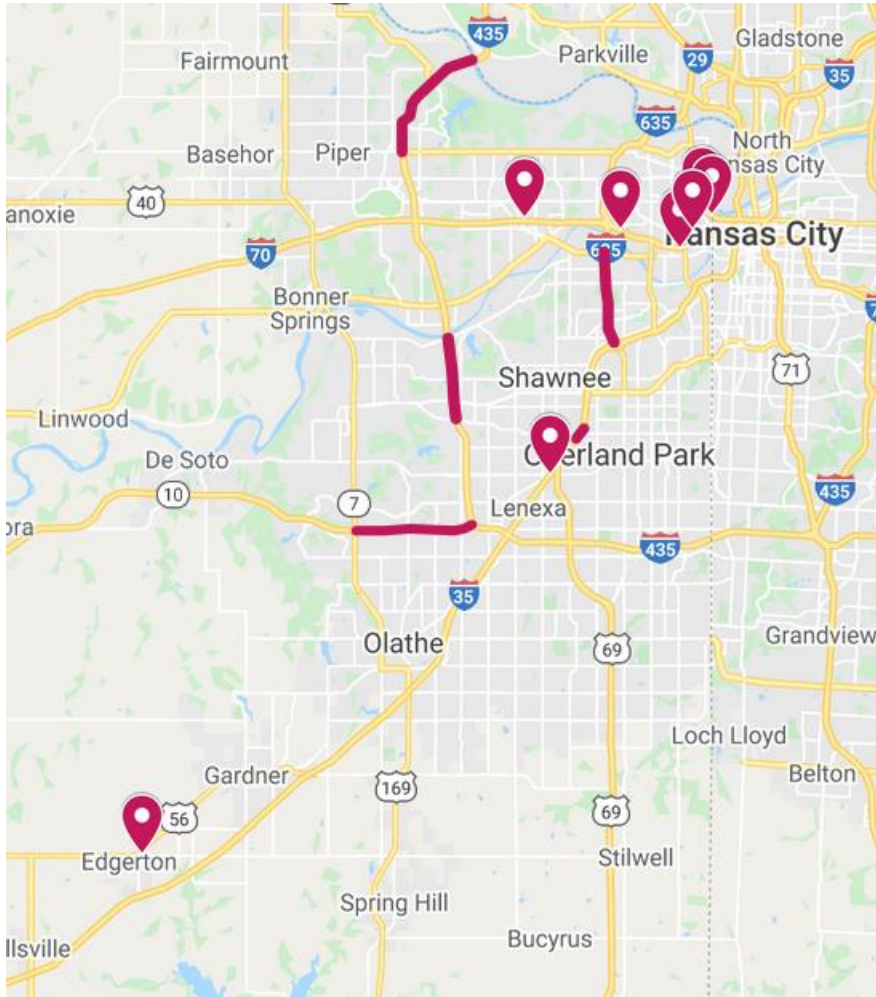 435
Gladstone
Parkville
29
Fairmount
35
635
North
nsas City
Basehor
Piper
40
anoxie
Kansas City
70
635
Bonner
Springs
71
Shawnee
Linwood
Overland Park
De Soto
10
435
7
Lenexa
ora
435
35
Olathe
69
Grandview
Loch Lloyd
Gardner
169
Belton
56
69
Edgerton
Stilwell
Spring Hill
Bucyrus
llsville